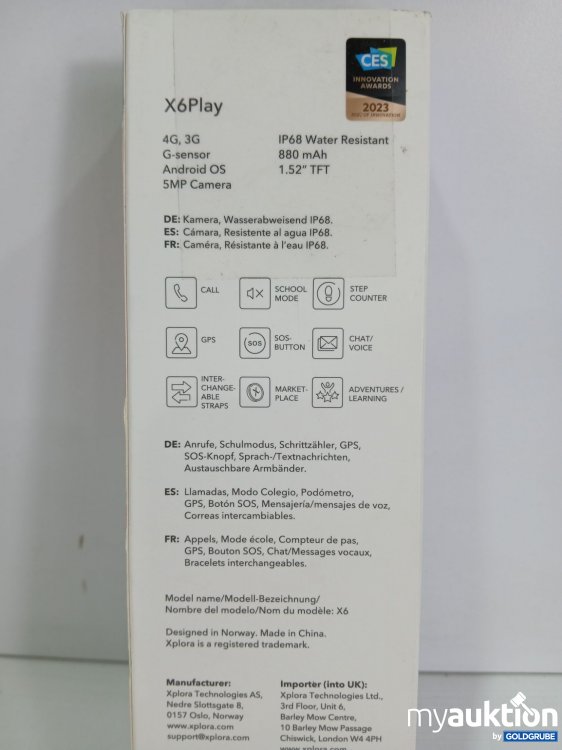 CES
INNOVATION
AWARDS
2023
X6Play
4G, 3G
G-sensor
Android OS
5MP Camera
IP68 Water Resistant
880 mAh
1.52" TFT
DE: Kamera, Wasserabweisend IP68.
ES: Cámara, Resistente al agua IP68.
FR: Caméra, Résistante à l'eau IP68.
CALL
SCHOOL
MODE
STEP
COUNTER
GPS
SOS
SOS-
BUTTON
CHAT/
VOICE
INTER-
CHANGE-
ABLE
STRAPS
MARKET-
PLACE
ADVENTURES /
LEARNING
DE: Anrufe, Schulmodus, Schrittzähler, GPS,
SOS-Knopf, Sprach-/Textnachrichten,
Austauschbare Armbänder.
ES: Llamadas, Modo Colegio, Podómetro,
GPS, Botón SOS, Mensajería/mensajes de voz,
Correas intercambiables.
FR: Appels, Mode école, Compteur de pas,
GPS, Bouton SOS, Chat/Messages vocaux,
Bracelets interchangeables.
Model name/Modell-Bezeichnung/
Nombre del modelo/Nom du modèle: X6
Designed in Norway. Made in China.
Xplora is a registered trademark.
Manufacturer:
Xplora Technologies AS,
Nedre Slottsgate 8,
0157 Oslo, Norway
www.xplora.com
support@xplora.com
Importer (into UK):
Xplora Technologies Ltd.,
3rd Floor, Unit 6,
Barley Mow Centre,
10 Barley Mow Passage
Chiswick, London W4 4PH
www.xplora.com
myauktion
by GOLDGRUBE